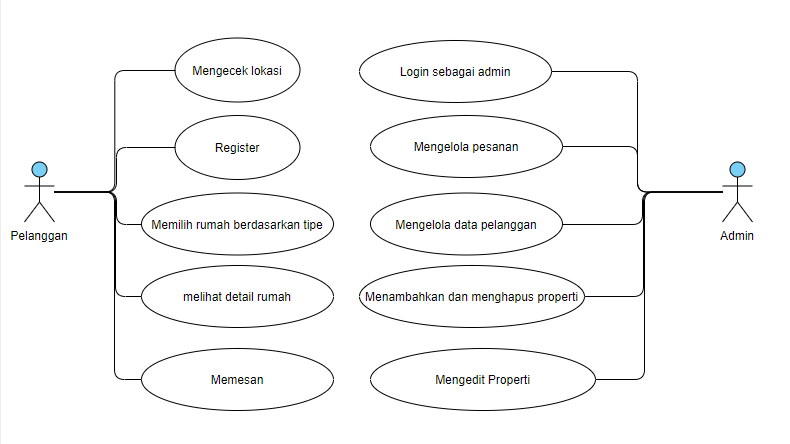 Mengecek lokasi
Login sebagai admin
Register
Mengelola pesanan
Pelanggan
Admin
Memilih rumah berdasarkan tipe
Mengelola data pelanggan
melihat detail rumah
Menambahkan dan menghapus properti
Memesan
Mengedit Properti